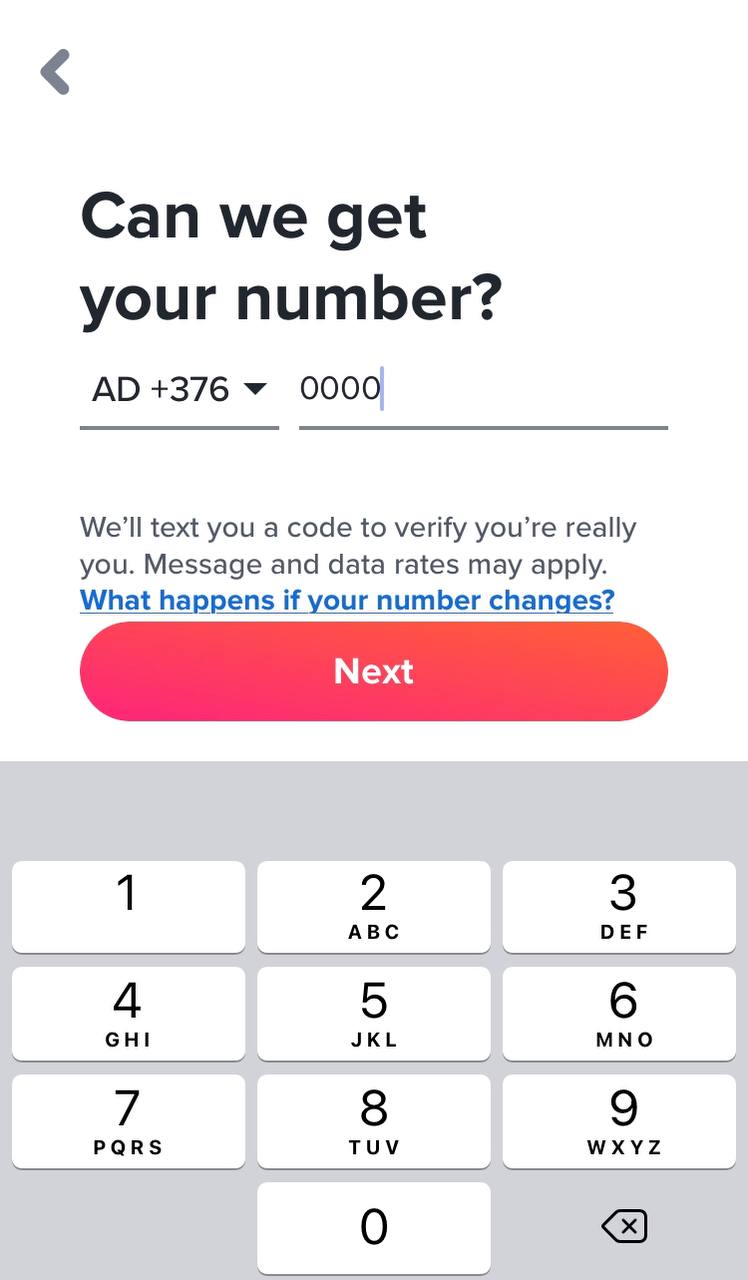 Can we get
your number?
AD +376 0000
We’ll text you a code to verify you’re really
you. Message and data rates may apply.
What happens if your number changes?
Next
1 2 3
ABC DEF
4 5 6
GHI JKL MNO
7 8 9
PQRS TUV WXYZ
0